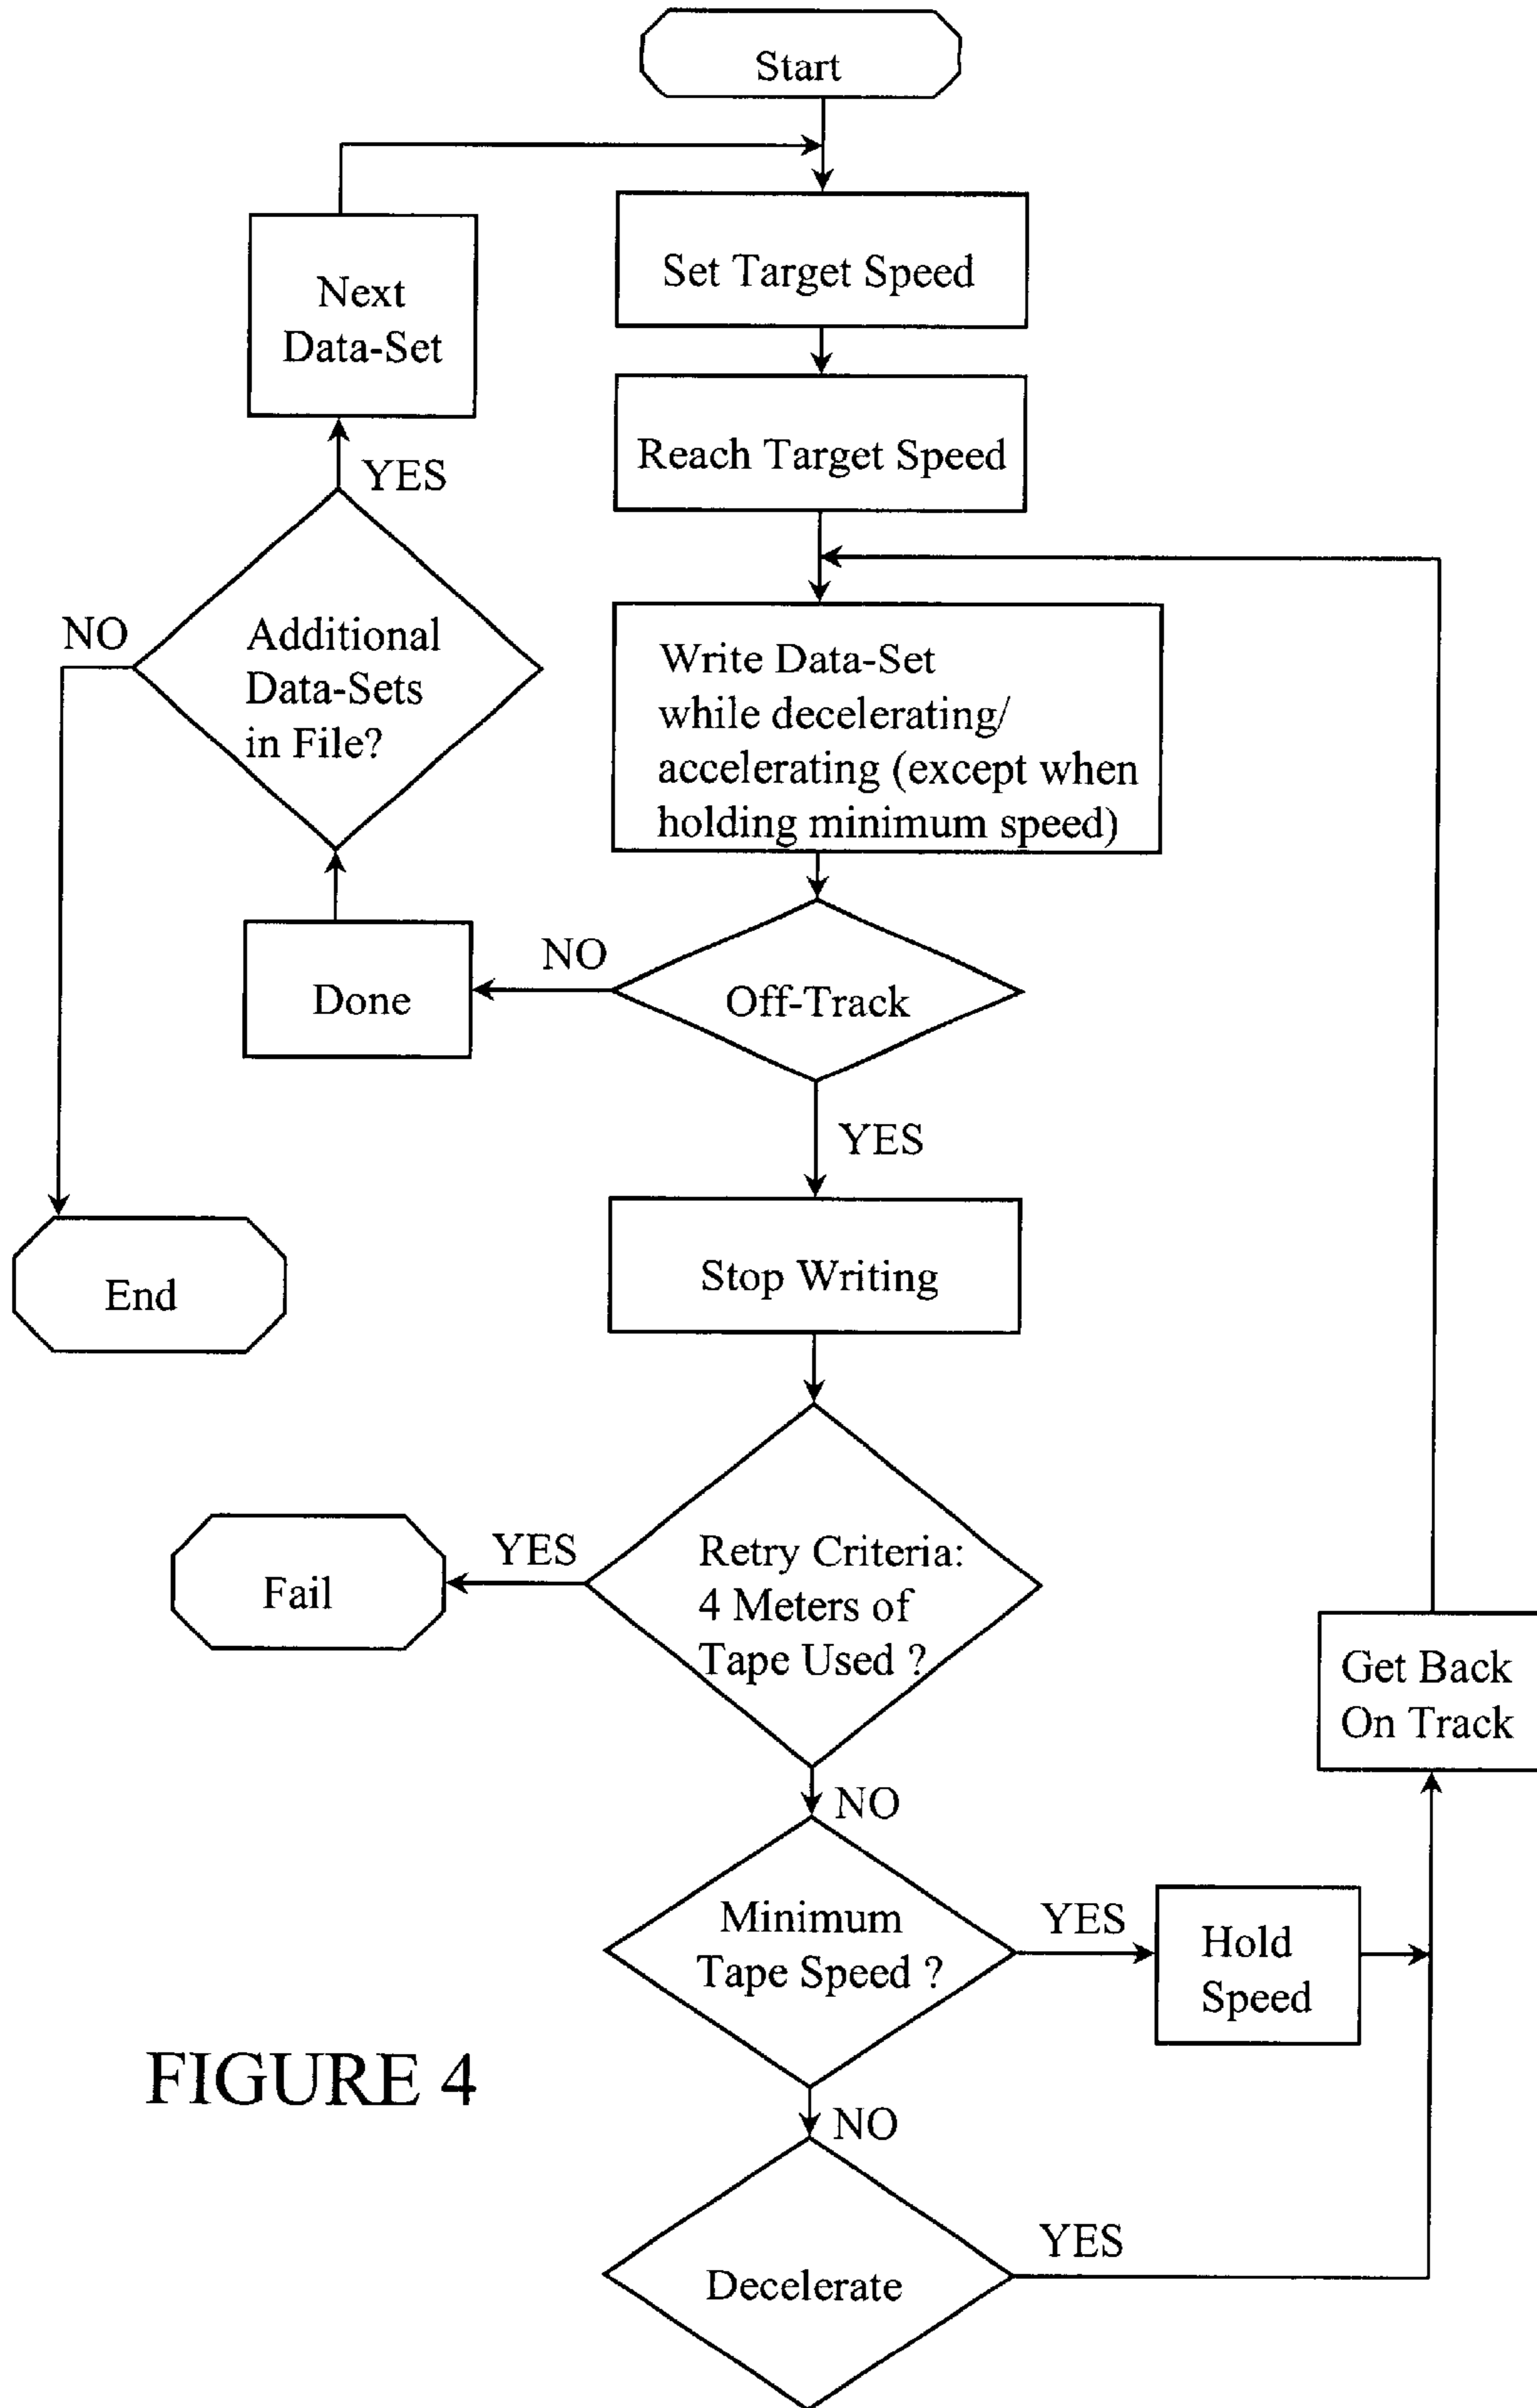 Start
Set Target Speed
Next
Data-Set
Reach Target Speed
YES
NO
Additional
Data-Sets
in File?
Write Data-Set
while decelerating/
accelerating (except when
holding minimum speed)
NO
Done
Off-Track
YES
Stop Writing
End
YES
Fail
Retry Criteria:
4 Meters of
Tape Used ?
Get Back
On Track
NO
Minimum
Tape Speed ?
YES
Hold
Speed
FIGURE 4
NO
YES
Decelerate